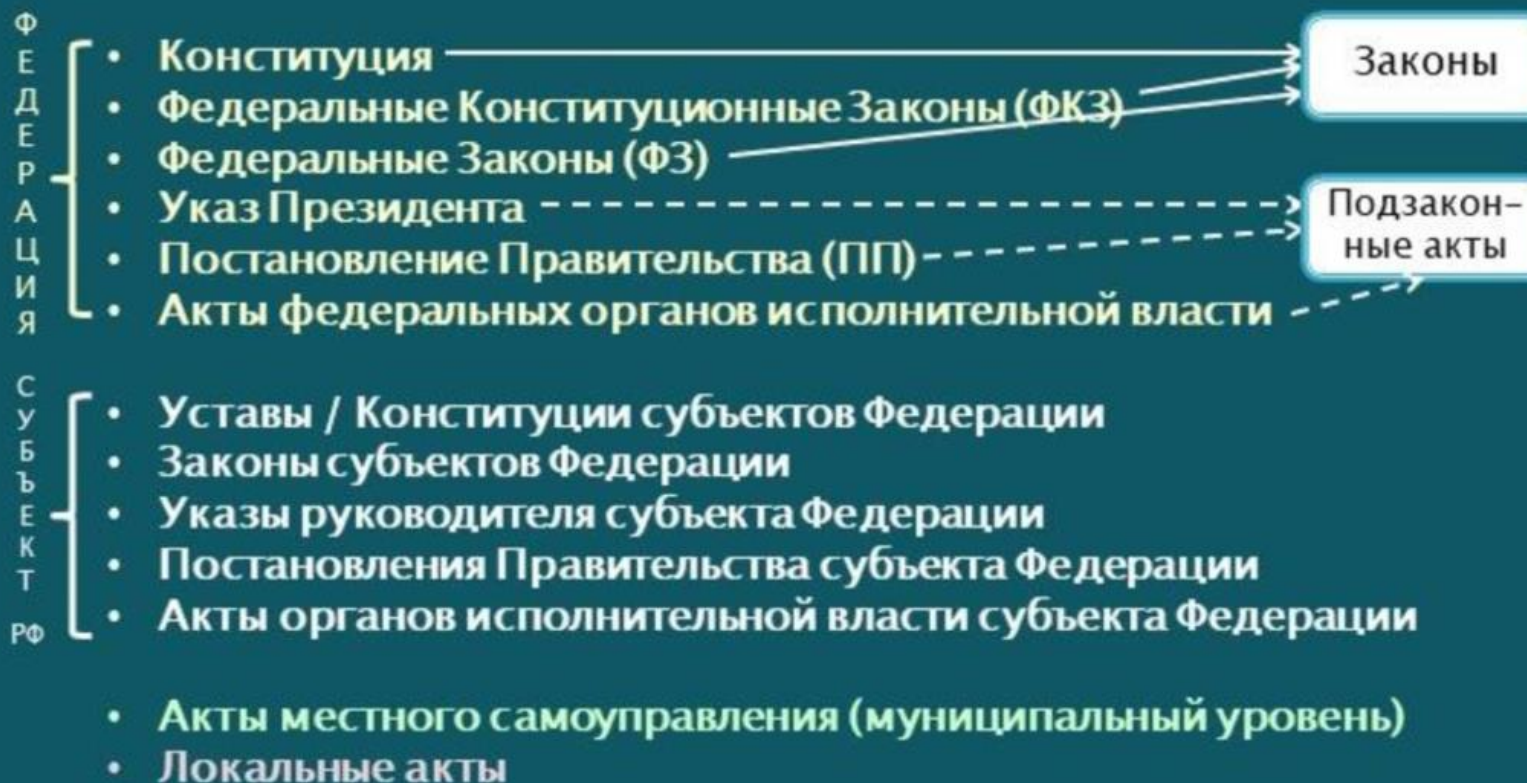 ФЕДЕРАЦИЯ
• Конституция
• Федеральные Конституционные Законы (ФКЗ)
• Федеральные Законы (ФЗ)
• Указ Президента
• Постановление Правительства (ПП)
• Акты федеральных органов исполнительной власти
Законы
Подзакон-
ные акты
СУБЪЕКТ РФ
• Уставы / Конституции субъектов Федерации
• Законы субъектов Федерации
• Указы руководителя субъекта Федерации
• Постановления Правительства субъекта Федерации
• Акты органов исполнительной власти субъекта Федерации
• Акты местного самоуправления (муниципальный уровень)
• Локальные акты